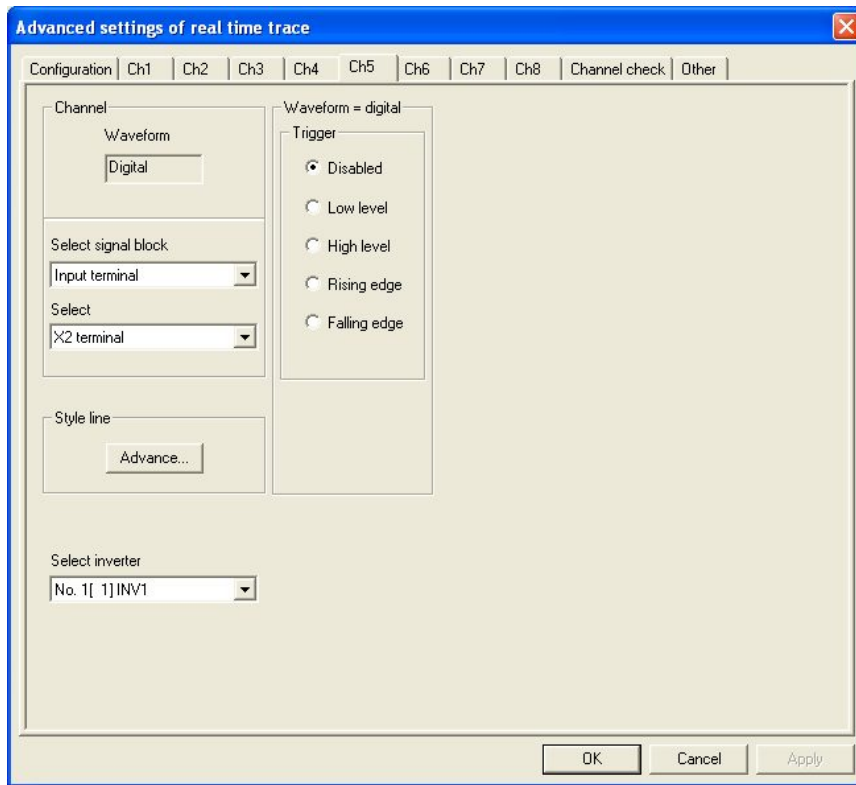 Advanced settings of real time trace
Configuration Ch1 Ch2 Ch3 Ch4 Ch5 Ch6 Ch7 Ch8 Channel check Other
Channel
Waveform
Digital
Select signal block
Input terminal
Select
X2 terminal
Style line
Advance...
Select inverter
No. 1[ 1] INV1
Waveform = digital
Trigger
Disabled
Low level
High level
Rising edge
Falling edge
OK Cancel Apply